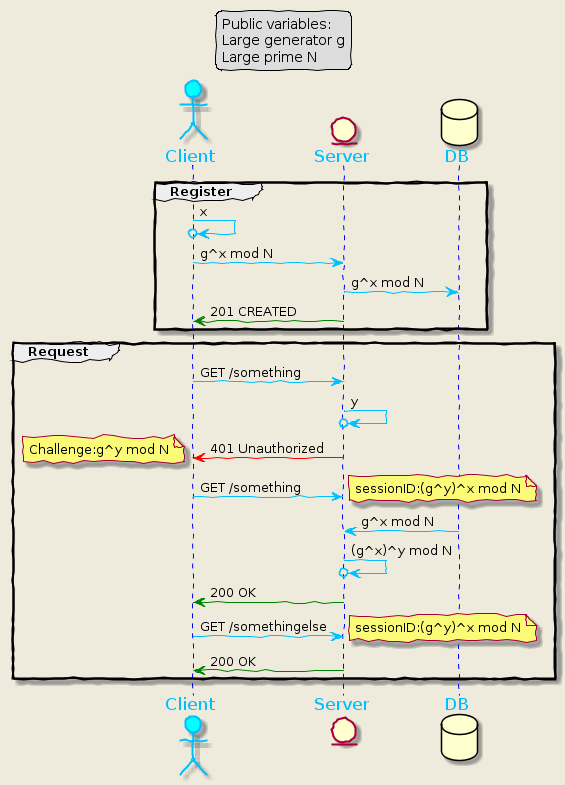 Public variables:
Large generator g
Large prime N
Client
Server
DB
Register
x
g^x mod N
g^x mod N
201 CREATED
Request
GET /something
y
Challenge:g^y mod N
401 Unauthorized
GET /something
sessionID:(g^y)^x mod N
g^x mod N
(g^x)^y mod N
200 OK
GET /somethingelse
sessionID:(g^y)^x mod N
200 OK
Client
Server
DB